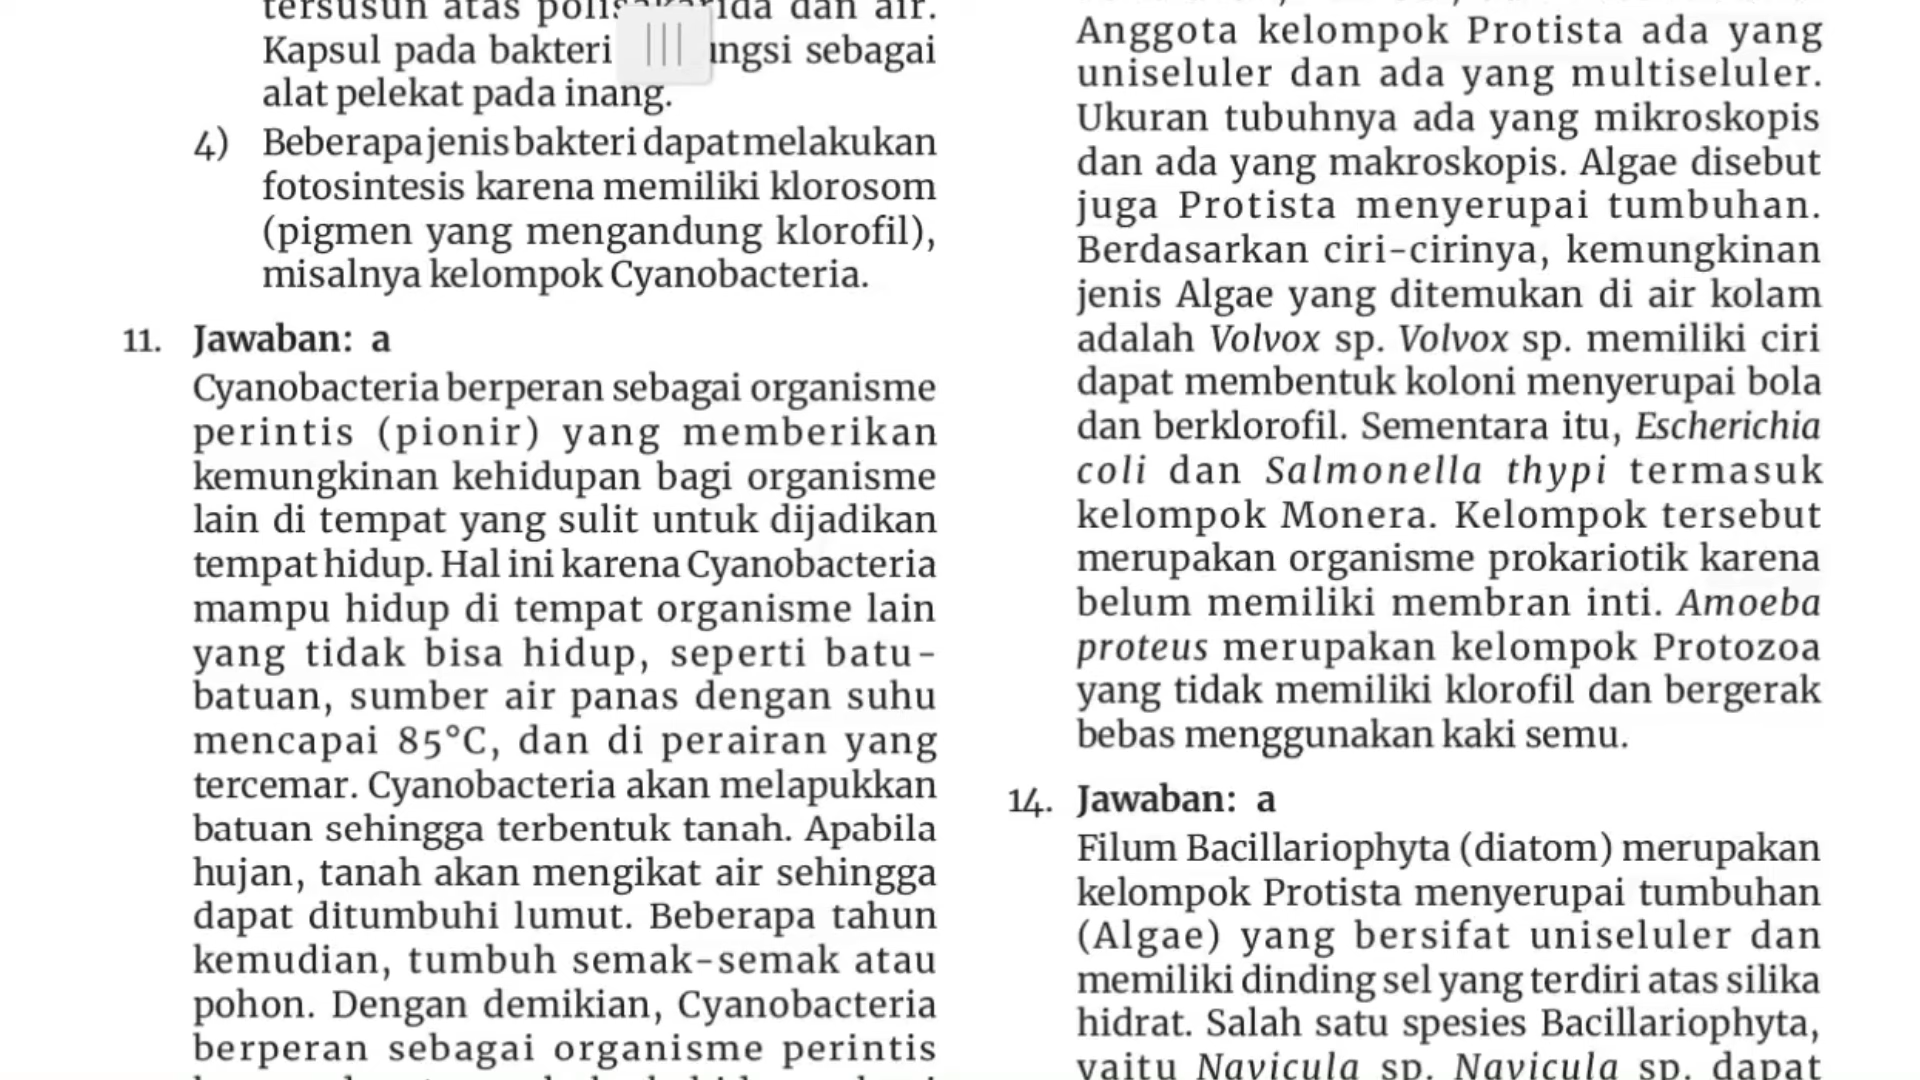 tersusun atas dan air.
Kapsul pada bakteri sebagai
alat pelekat pada inang.
4) Beberapa jenis bakteri dapat melakukan
fotosintesis karena memiliki klorosom
(pigmen yang mengandung klorofil),
misalnya kelompok Cyanobacteria.
11. Jawaban: a
Cyanobacteria berperan sebagai organisme
perintis (pionir) yang memberikan
kemungkinan kehidupan bagi organisme
lain di tempat yang sulit untuk dijadikan
tempat hidup. Hal ini karena Cyanobacteria
mampu hidup di tempat organisme lain
yang tidak bisa hidup, seperti batu-
batuan, sumber air panas dengan suhu
mencapai 85°C, dan di perairan yang
tercemar. Cyanobacteria akan melapukkan
batuan sehingga terbentuk tanah. Apabila
hujan, tanah akan mengikat air sehingga
dapat ditumbuhi lumut. Beberapa tahun
kemudian, tumbuh semak-semak atau
pohon. Dengan demikian, Cyanobacteria
berperan sebagai organisme perintis
Anggota kelompok Protista ada yang
uniseluler dan ada yang multiseluler.
Ukuran tubuhnya ada yang mikroskopis
dan ada yang makroskopis. Algae disebut
juga Protista menyerupai tumbuhan.
Berdasarkan ciri-cirinya, kemungkinan
jenis Algae yang ditemukan di air kolam
adalah Volvox sp. Volvox sp. memiliki ciri
dapat membentuk koloni menyerupai bola
dan berklorofil. Sementara itu, Escherichia
coli dan Salmonella thypi termasuk
kelompok Monera. Kelompok tersebut
merupakan organisme prokariotik karena
belum memiliki membran inti. Amoeba
proteus merupakan kelompok Protozoa
yang tidak memiliki klorofil dan bergerak
bebas menggunakan kaki semu.
14. Jawaban: a
Filum Bacillariophyta (diatom) merupakan
kelompok Protista menyerupai tumbuhan
(Algae) yang bersifat uniseluler dan
memiliki dinding sel yang terdiri atas silika
hidrat. Salah satu spesies Bacillariophyta,
yaitu Navicula sp. Navicula sp. dapat